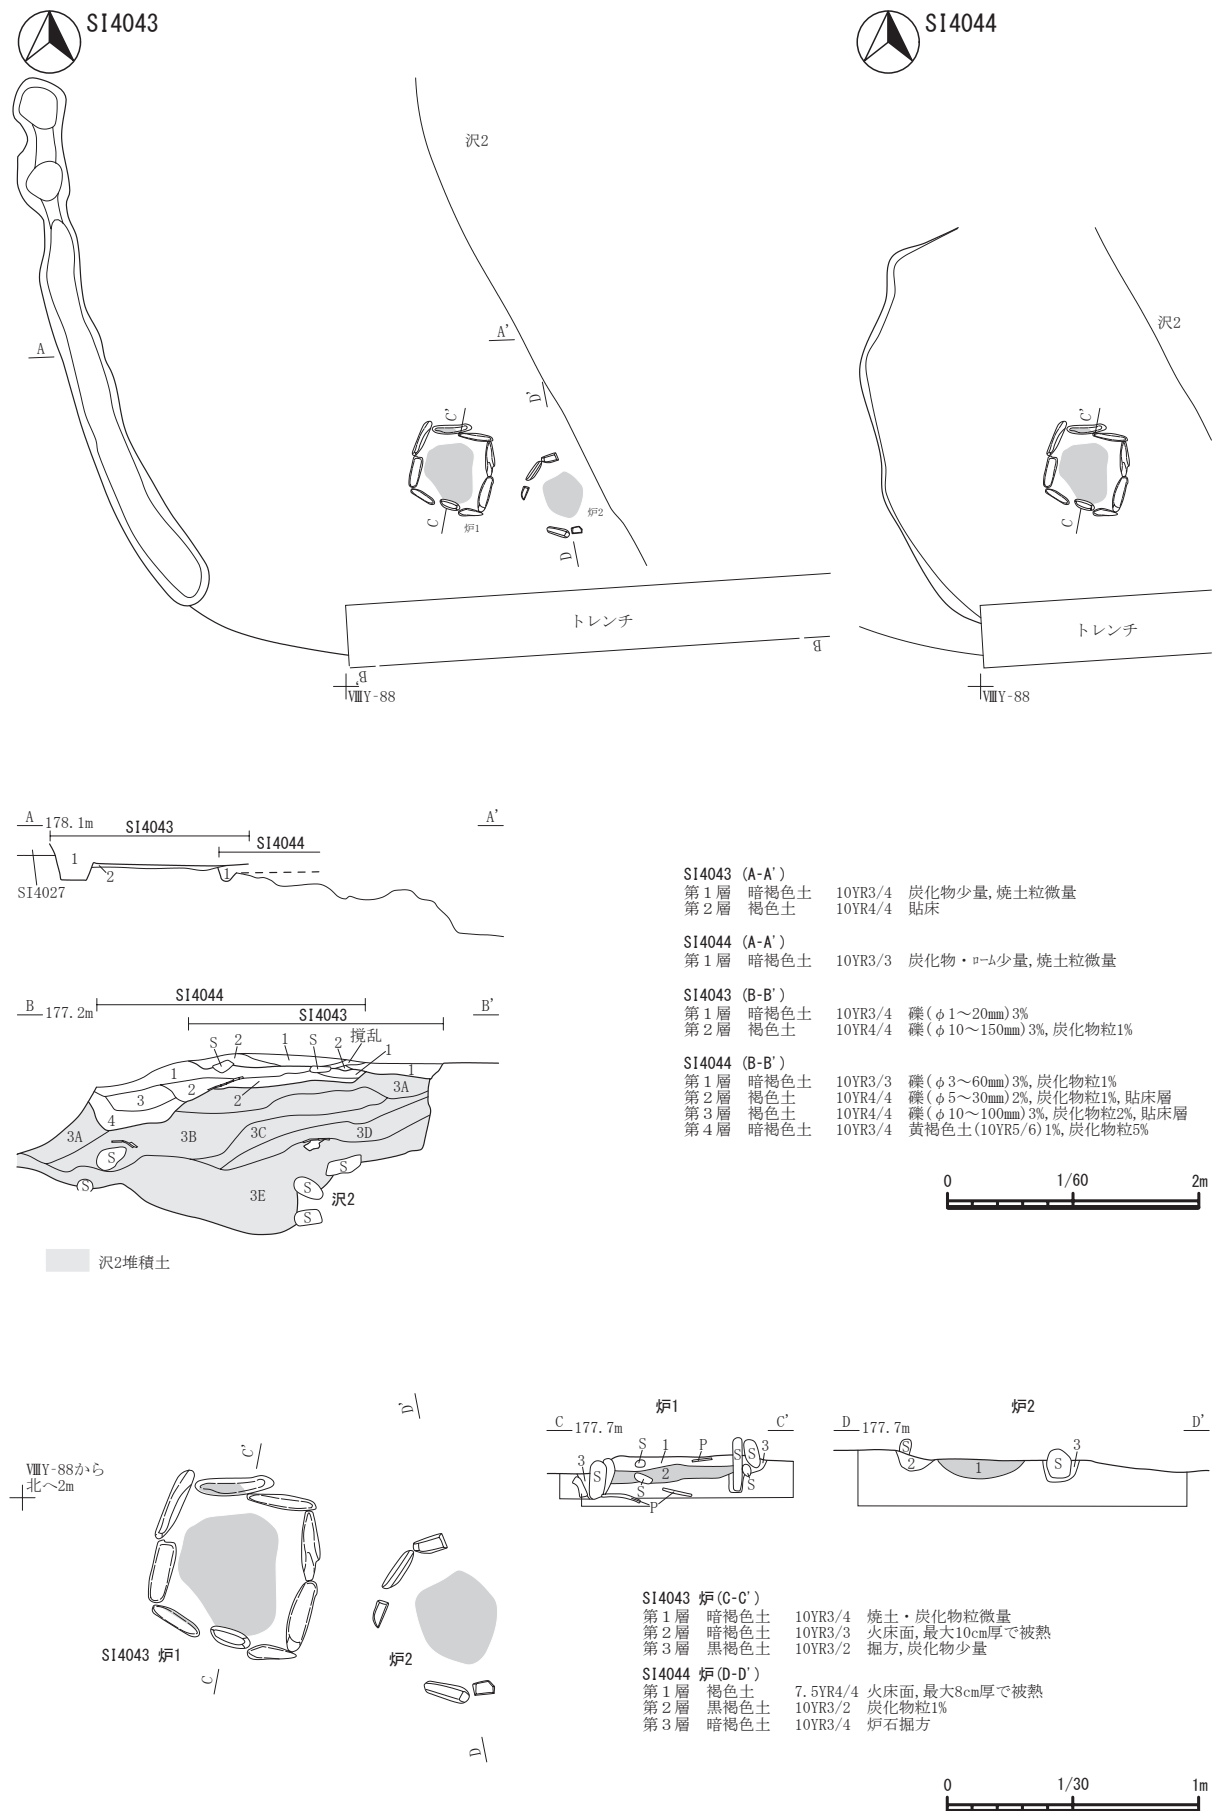 SI4043
SI4044
沢2
沢2
A
A'
D'
C'
C'
C
炉1
炉2
D
C
トレンチ
トレンチ
B
B'
ⅧY-88
ⅧY-88
A 178.1m
A'
SI4043
SI4044
1
2
1
SI4027
B 177.2m
B'
SI4044
SI4043
S 2 1 S 2 撹乱 1
1 1
2 3A
3 2
4
3A 3B 3C 3D
S S
S 3E S 沢2
S
沢2堆積土
SI4043 (A-A')
第1層 暗褐色土 10YR3/4 炭化物少量,焼土粒微量
第2層 褐色土 10YR4/4 貼床
SI4044 (A-A')
第1層 暗褐色土 10YR3/3 炭化物・ローム少量,焼土粒微量
SI4043 (B-B')
第1層 暗褐色土 10YR3/4 礫(φ1~20mm)3%
第2層 褐色土 10YR4/4 礫(φ10~150mm)3%,炭化物粒1%
SI4044 (B-B')
第1層 暗褐色土 10YR3/3 礫(φ3~60mm)3%,炭化物粒1%
第2層 褐色土 10YR4/4 礫(φ5~30mm)2%,炭化物粒1%,貼床層
第3層 褐色土 10YR4/4 礫(φ10~100mm)3%,炭化物粒2%,貼床層
第4層 暗褐色土 10YR3/4 黄褐色土(10YR5/6)1%,炭化物粒5%
0 1/60 2m
D'
C'
ⅧY-88から
北へ2m
SI4043 炉1
炉2
C
D
炉1
C 177.7m
C'
S 1 P
3 S 2 S S 3
S S
P
炉2
D 177.7m
D'
S
2 1 S 3
SI4043 炉(C-C')
第1層 暗褐色土 10YR3/4 焼土・炭化物粒微量
第2層 暗褐色土 10YR3/3 火床面,最大10cm厚で被熱
第3層 黒褐色土 10YR3/2 掘方,炭化物少量
SI4044 炉(D-D')
第1層 褐色土 7.5YR4/4 火床面,最大8cm厚で被熱
第2層 黒褐色土 10YR3/2 炭化物粒1%
第3層 暗褐色土 10YR3/4 炉石掘方
0 1/30 1m